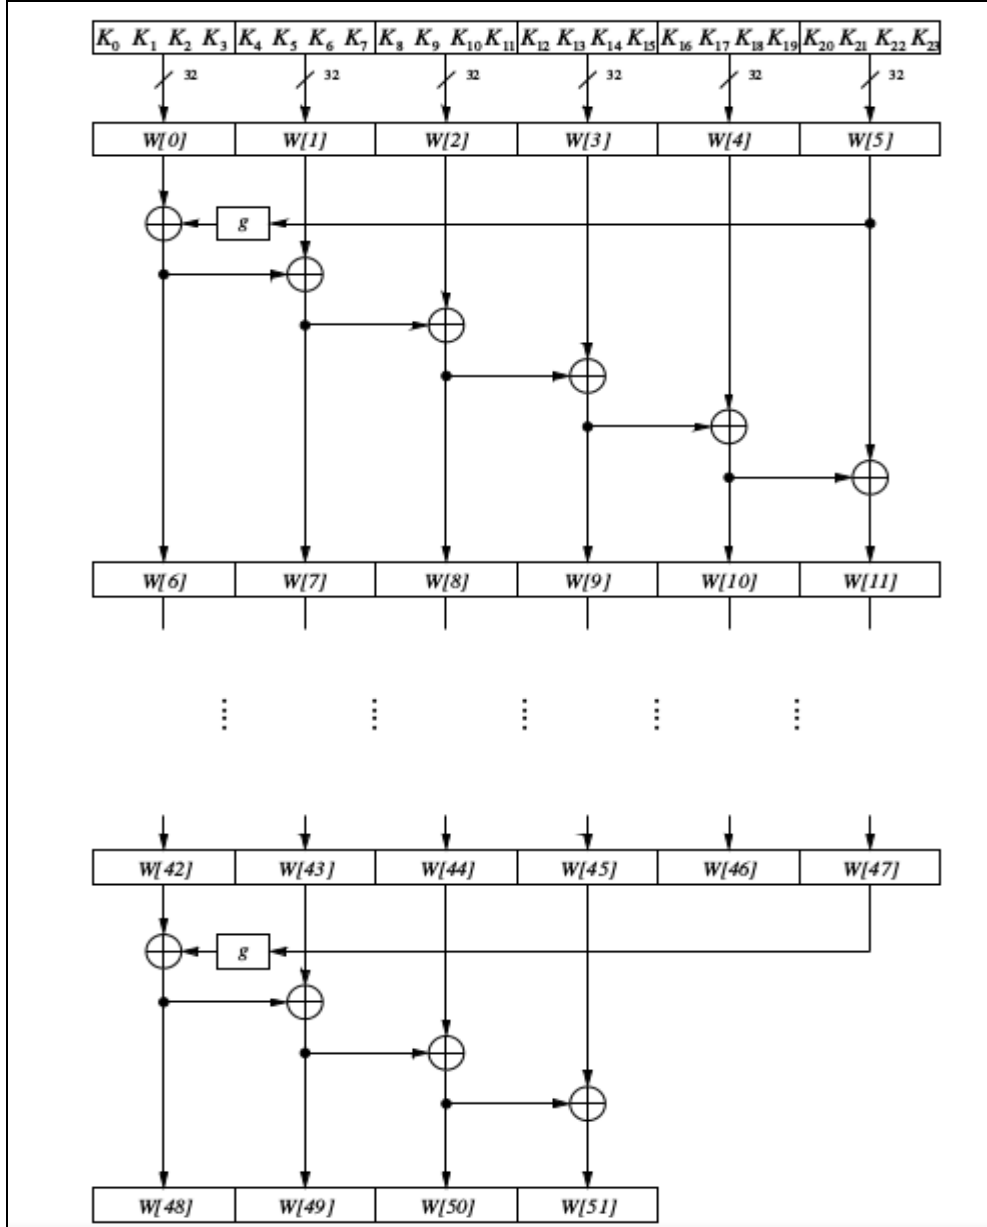 K₀ K₁ K₂ K₃ K₄ K₅ K₆ K₇ K₈ K₉ K₁₀ K₁₁ K₁₂ K₁₃ K₁₄ K₁₅ K₁₆ K₁₇ K₁₈ K₁₉ K₂₀ K₂₁ K₂₂ K₂₃
32 32 32 32 32 32
W[0] W[1] W[2] W[3] W[4] W[5]
g
W[6] W[7] W[8] W[9] W[10] W[11]
W[42] W[43] W[44] W[45] W[46] W[47]
g
W[48] W[49] W[50] W[51]